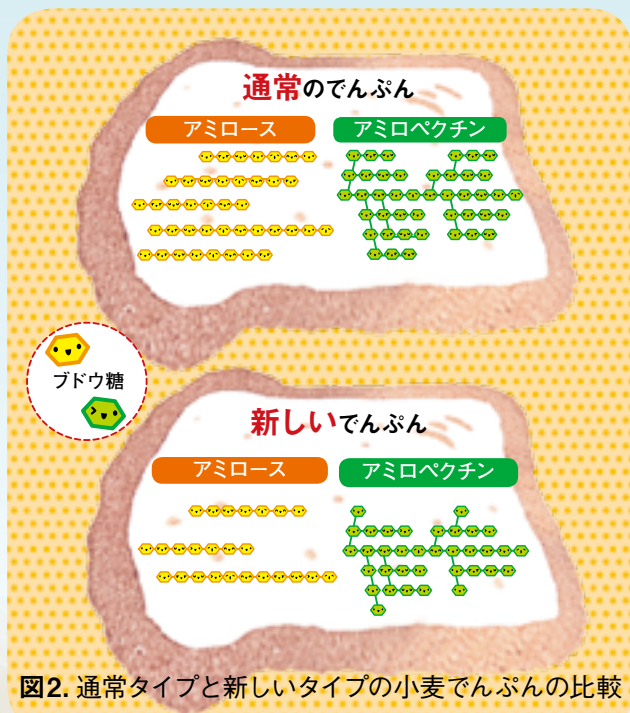 通常のでんぷん
アミロース
アミロペクチン
ブドウ糖
新しいでんぷん
アミロース
アミロペクチン
図2. 通常タイプと新しいタイプの小麦でんぷんの比較